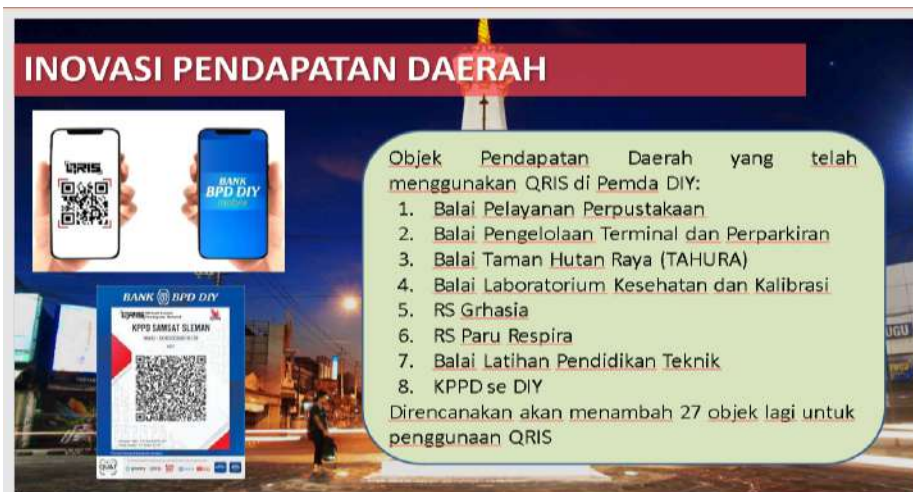 INOVASI PENDAPATAN DAERAH
QRIS
BANK
BPD DIY
mobile
Objek Pendapatan Daerah yang telah
menggunakan QRIS di Pemda DIY:
1. Balai Pelayanan Perpustakaan
2. Balai Pengelolaan Terminal dan Perparkiran
3. Balai Taman Hutan Raya (TAHURA)
4. Balai Laboratorium Kesehatan dan Kalibrasi
5. RS Grhasia
6. RS Paru Respira
7. Balai Latihan Pendidikan Teknik
8. KPPD se DIY
Direncanakan akan menambah 27 objek lagi untuk
penggunaan QRIS
BANK BPD DIY
KPPD SAMSAT SLEMAN